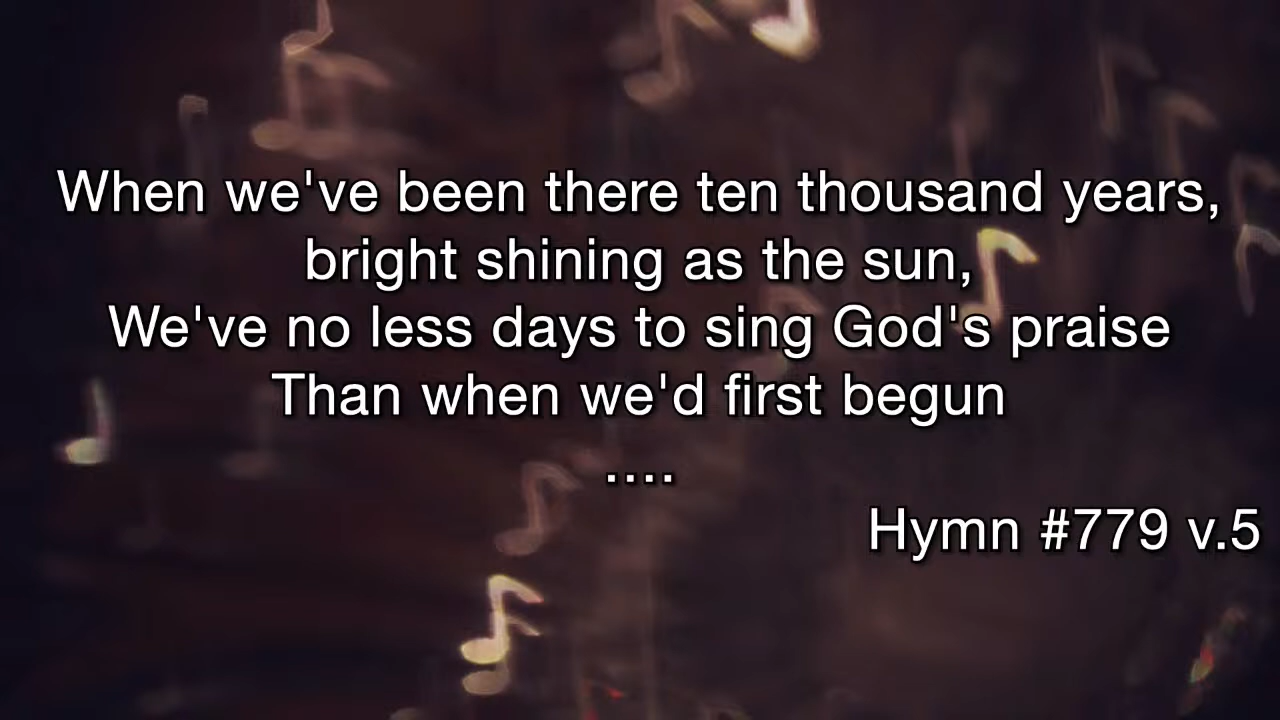 When we've been there ten thousand years,
bright shining as the sun,
We've no less days to sing God's praise
Than when we'd first begun
....
Hymn #779 v.5